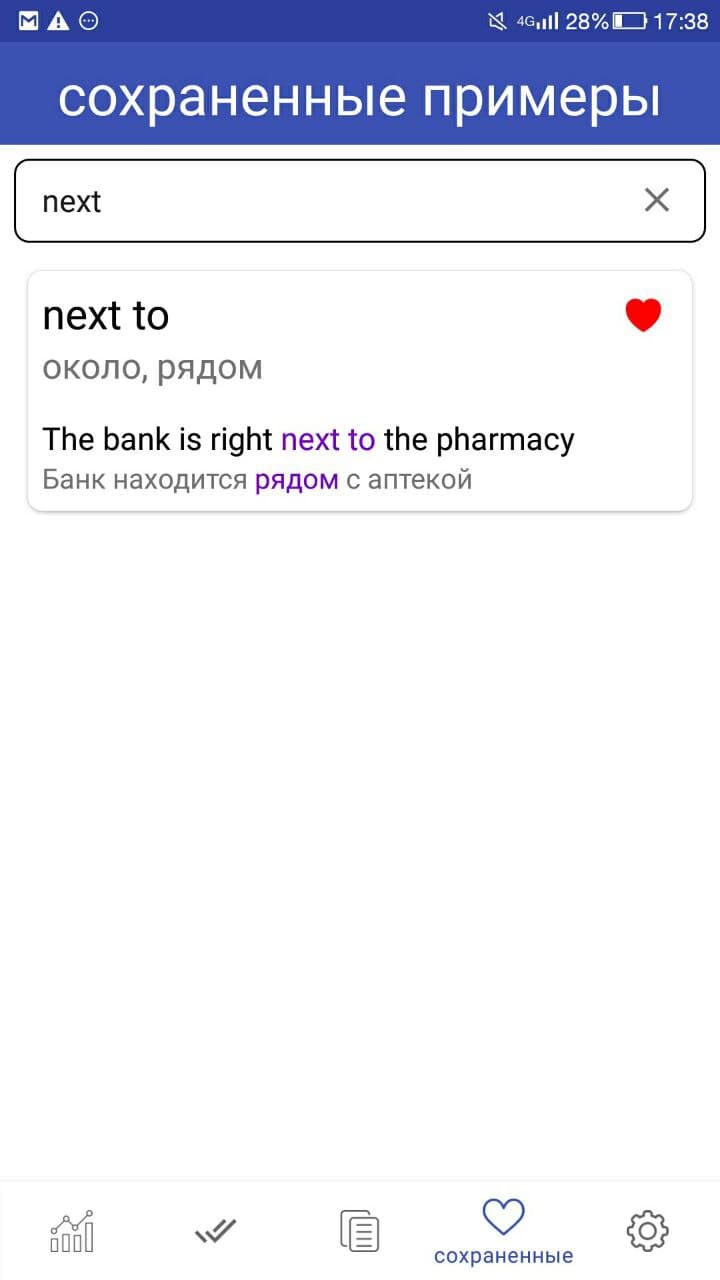 4G 28% 17:38
сохраненные примеры
next
next to
около, рядом
The bank is right next to the pharmacy
Банк находится рядом с аптекой
сохраненные